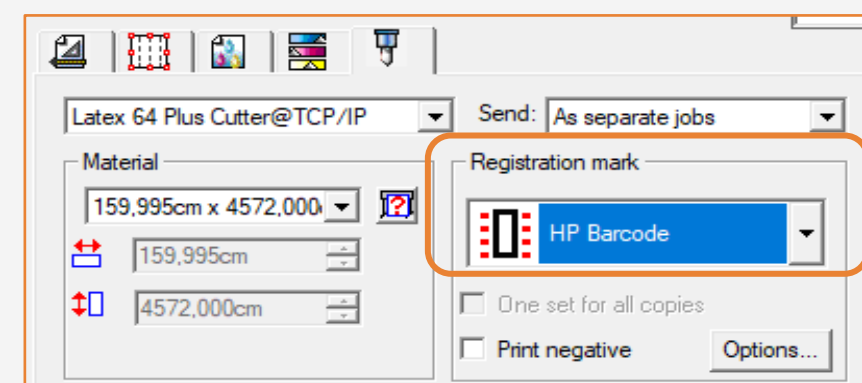 Latex 64 Plus Cutter@TCP/IP
Send: As separate jobs
Material
159,995cm x 4572,000
159,995cm
4572,000cm
Registration mark
HP Barcode
One set for all copies
Print negative
Options...